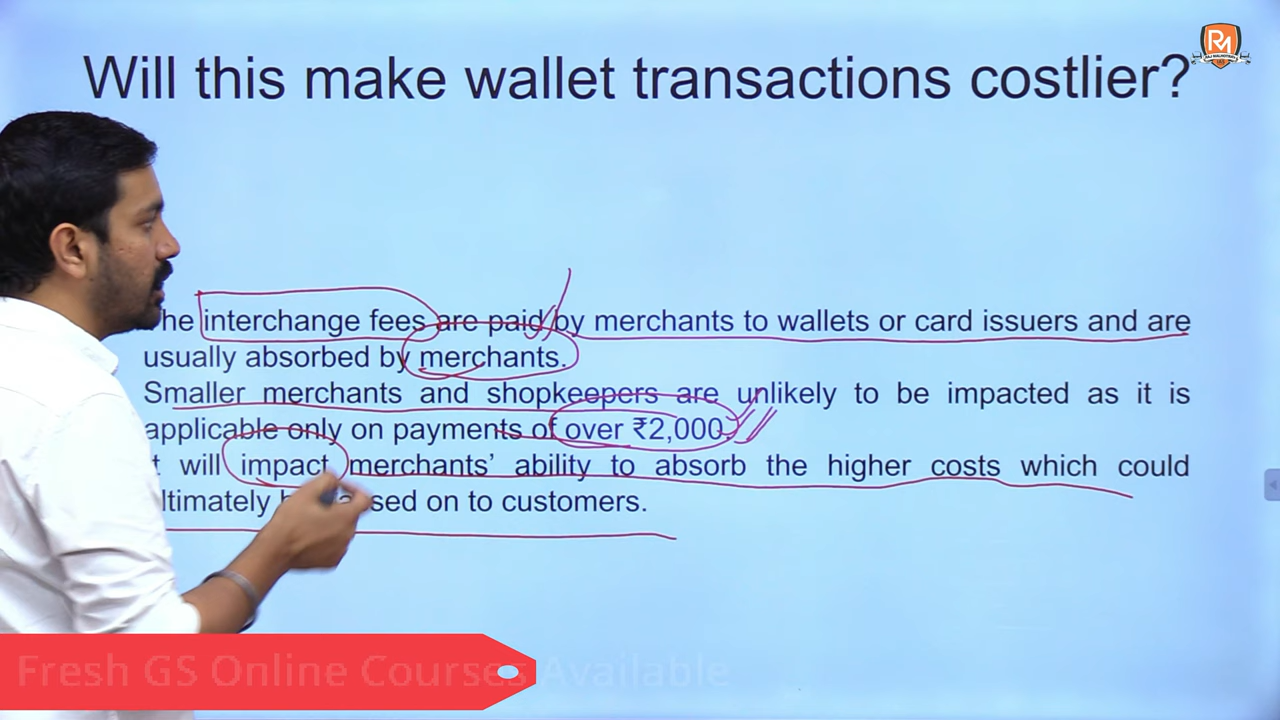 Will this make wallet transactions costlier?
RM
he interchange fees are paid by merchants to wallets or card issuers and are
usually absorbed by merchants.
Smaller merchants and shopkeepers are unlikely to be impacted as it is
applicable only on payments of over ₹2,000.
t will impact merchants' ability to absorb the higher costs which could
ltimately sed on to customers.
Fresh GS Online Courses Available